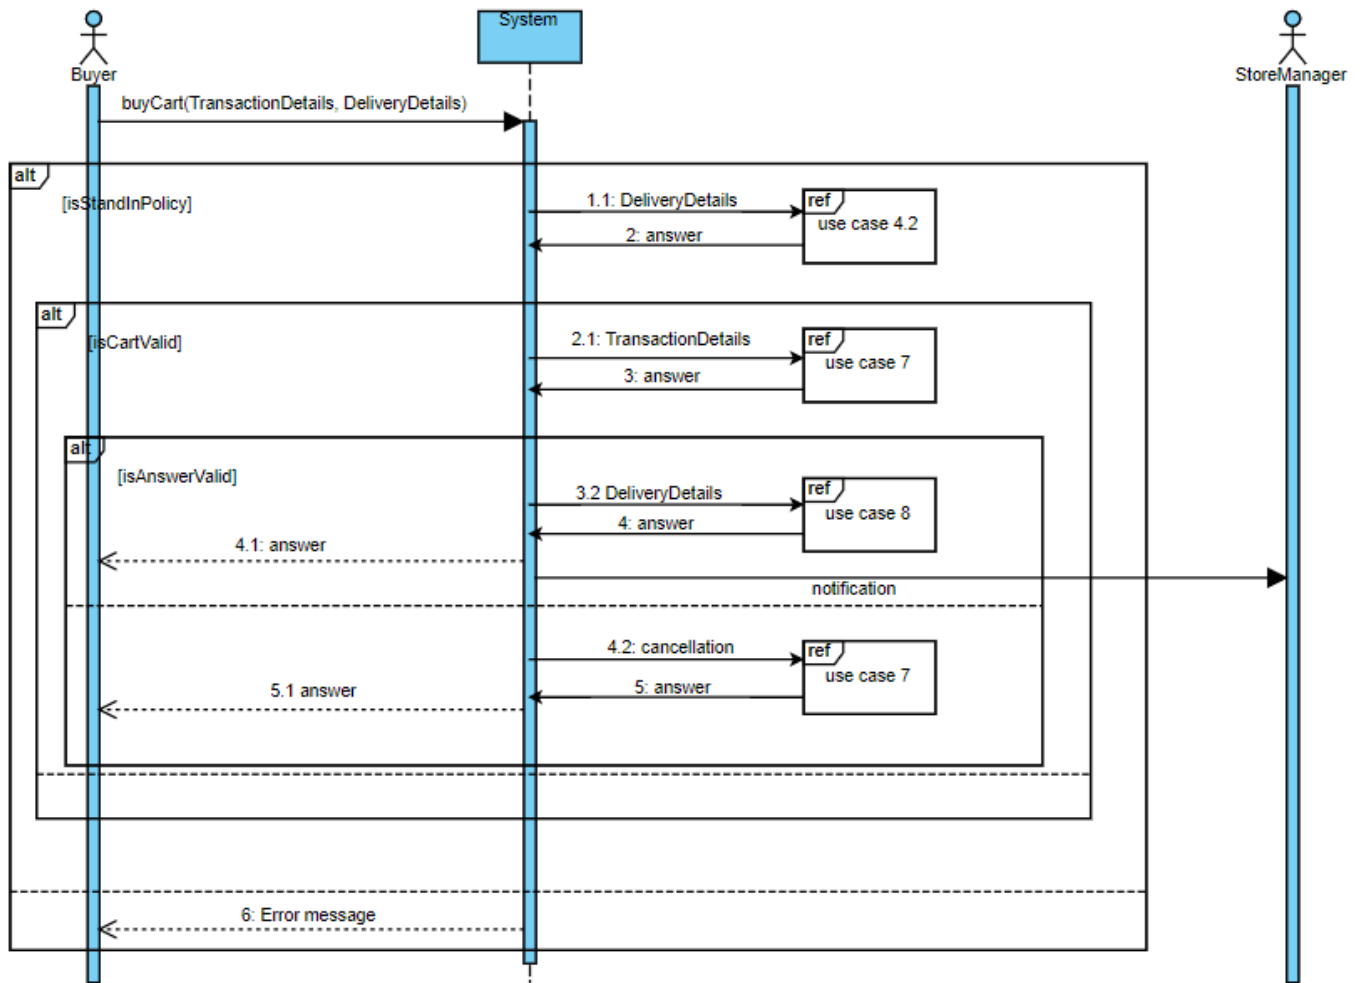 System
Buyer
StoreManager
buyCart(TransactionDetails, DeliveryDetails)
alt
[isStandInPolicy]
1.1: DeliveryDetails
ref
use case 4.2
2: answer
alt
[isCartValid]
2.1: TransactionDetails
ref
use case 7
3: answer
alt
[isAnswerValid]
3.2 DeliveryDetails
ref
use case 8
4: answer
4.1: answer
notification
4.2: cancellation
ref
use case 7
5: answer
5.1 answer
6: Error message